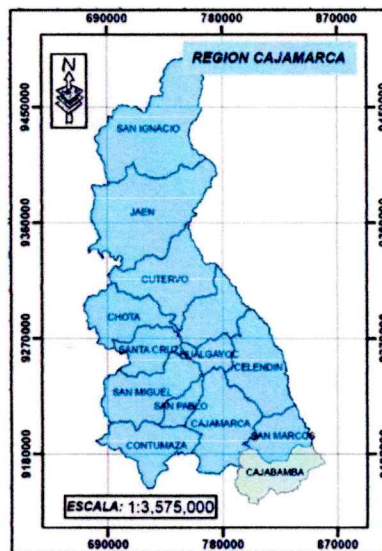 690000 780000 870000
REGION CAJAMARCA
N
9450000
9450000
SAN IGNACIO
9360000
JAEN
CUTERVO
CHOTA
9270000
SANTA CRUZ
HUALGAYOC
CELENDIN
SAN MIGUEL
SAN PABLO
CAJAMARCA
CONTUMAZA
SAN MARCOS
9180000
CAJABAMBA
ESCALA: 1:3,575,000
690000 780000 870000